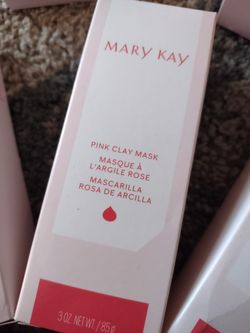 MARY KAY
PINK CLAY MASK
MASQUE À
L'ARGILE ROSE
MASCARILLA
ROSA DE ARCILLA
3 OZ. NET WT / 85 g